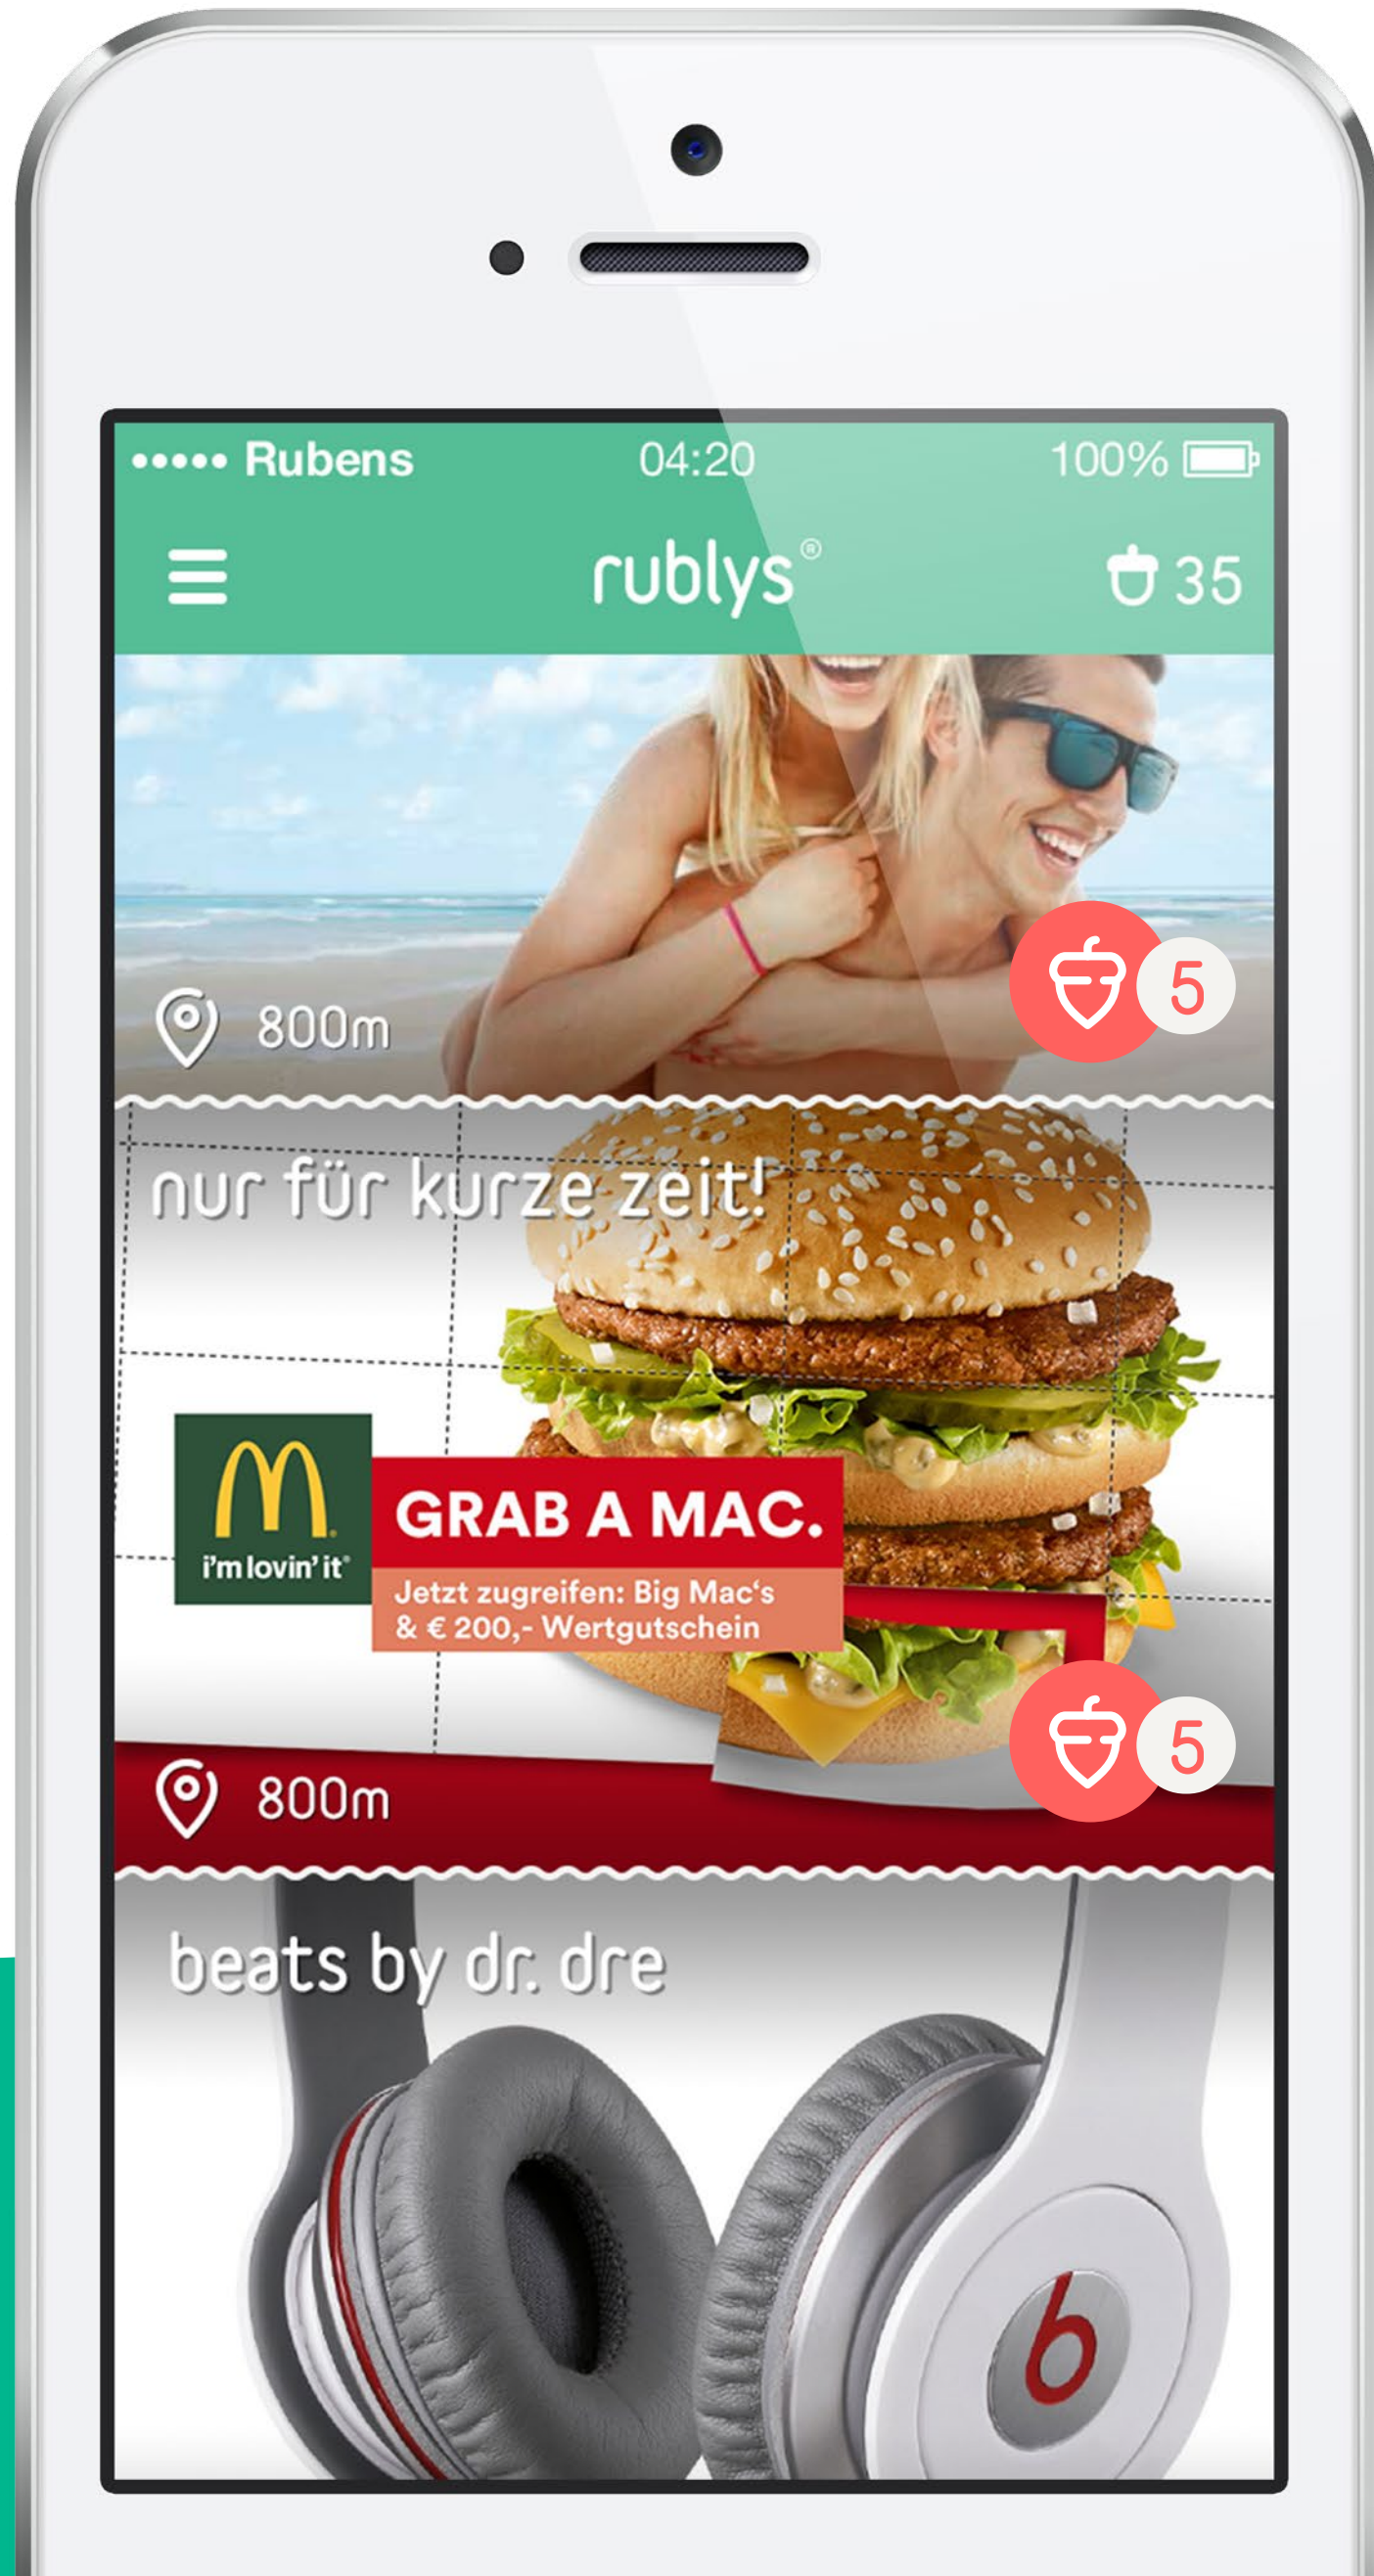 ••••• Rubens 04:20 100%
rublys® 35
800m 5
nur für kurze zeit!
M
i'm lovin' it®
GRAB A MAC.
Jetzt zugreifen: Big Mac‘s
& € 200,- Wertgutschein
800m 5
beats by dr. dre
b